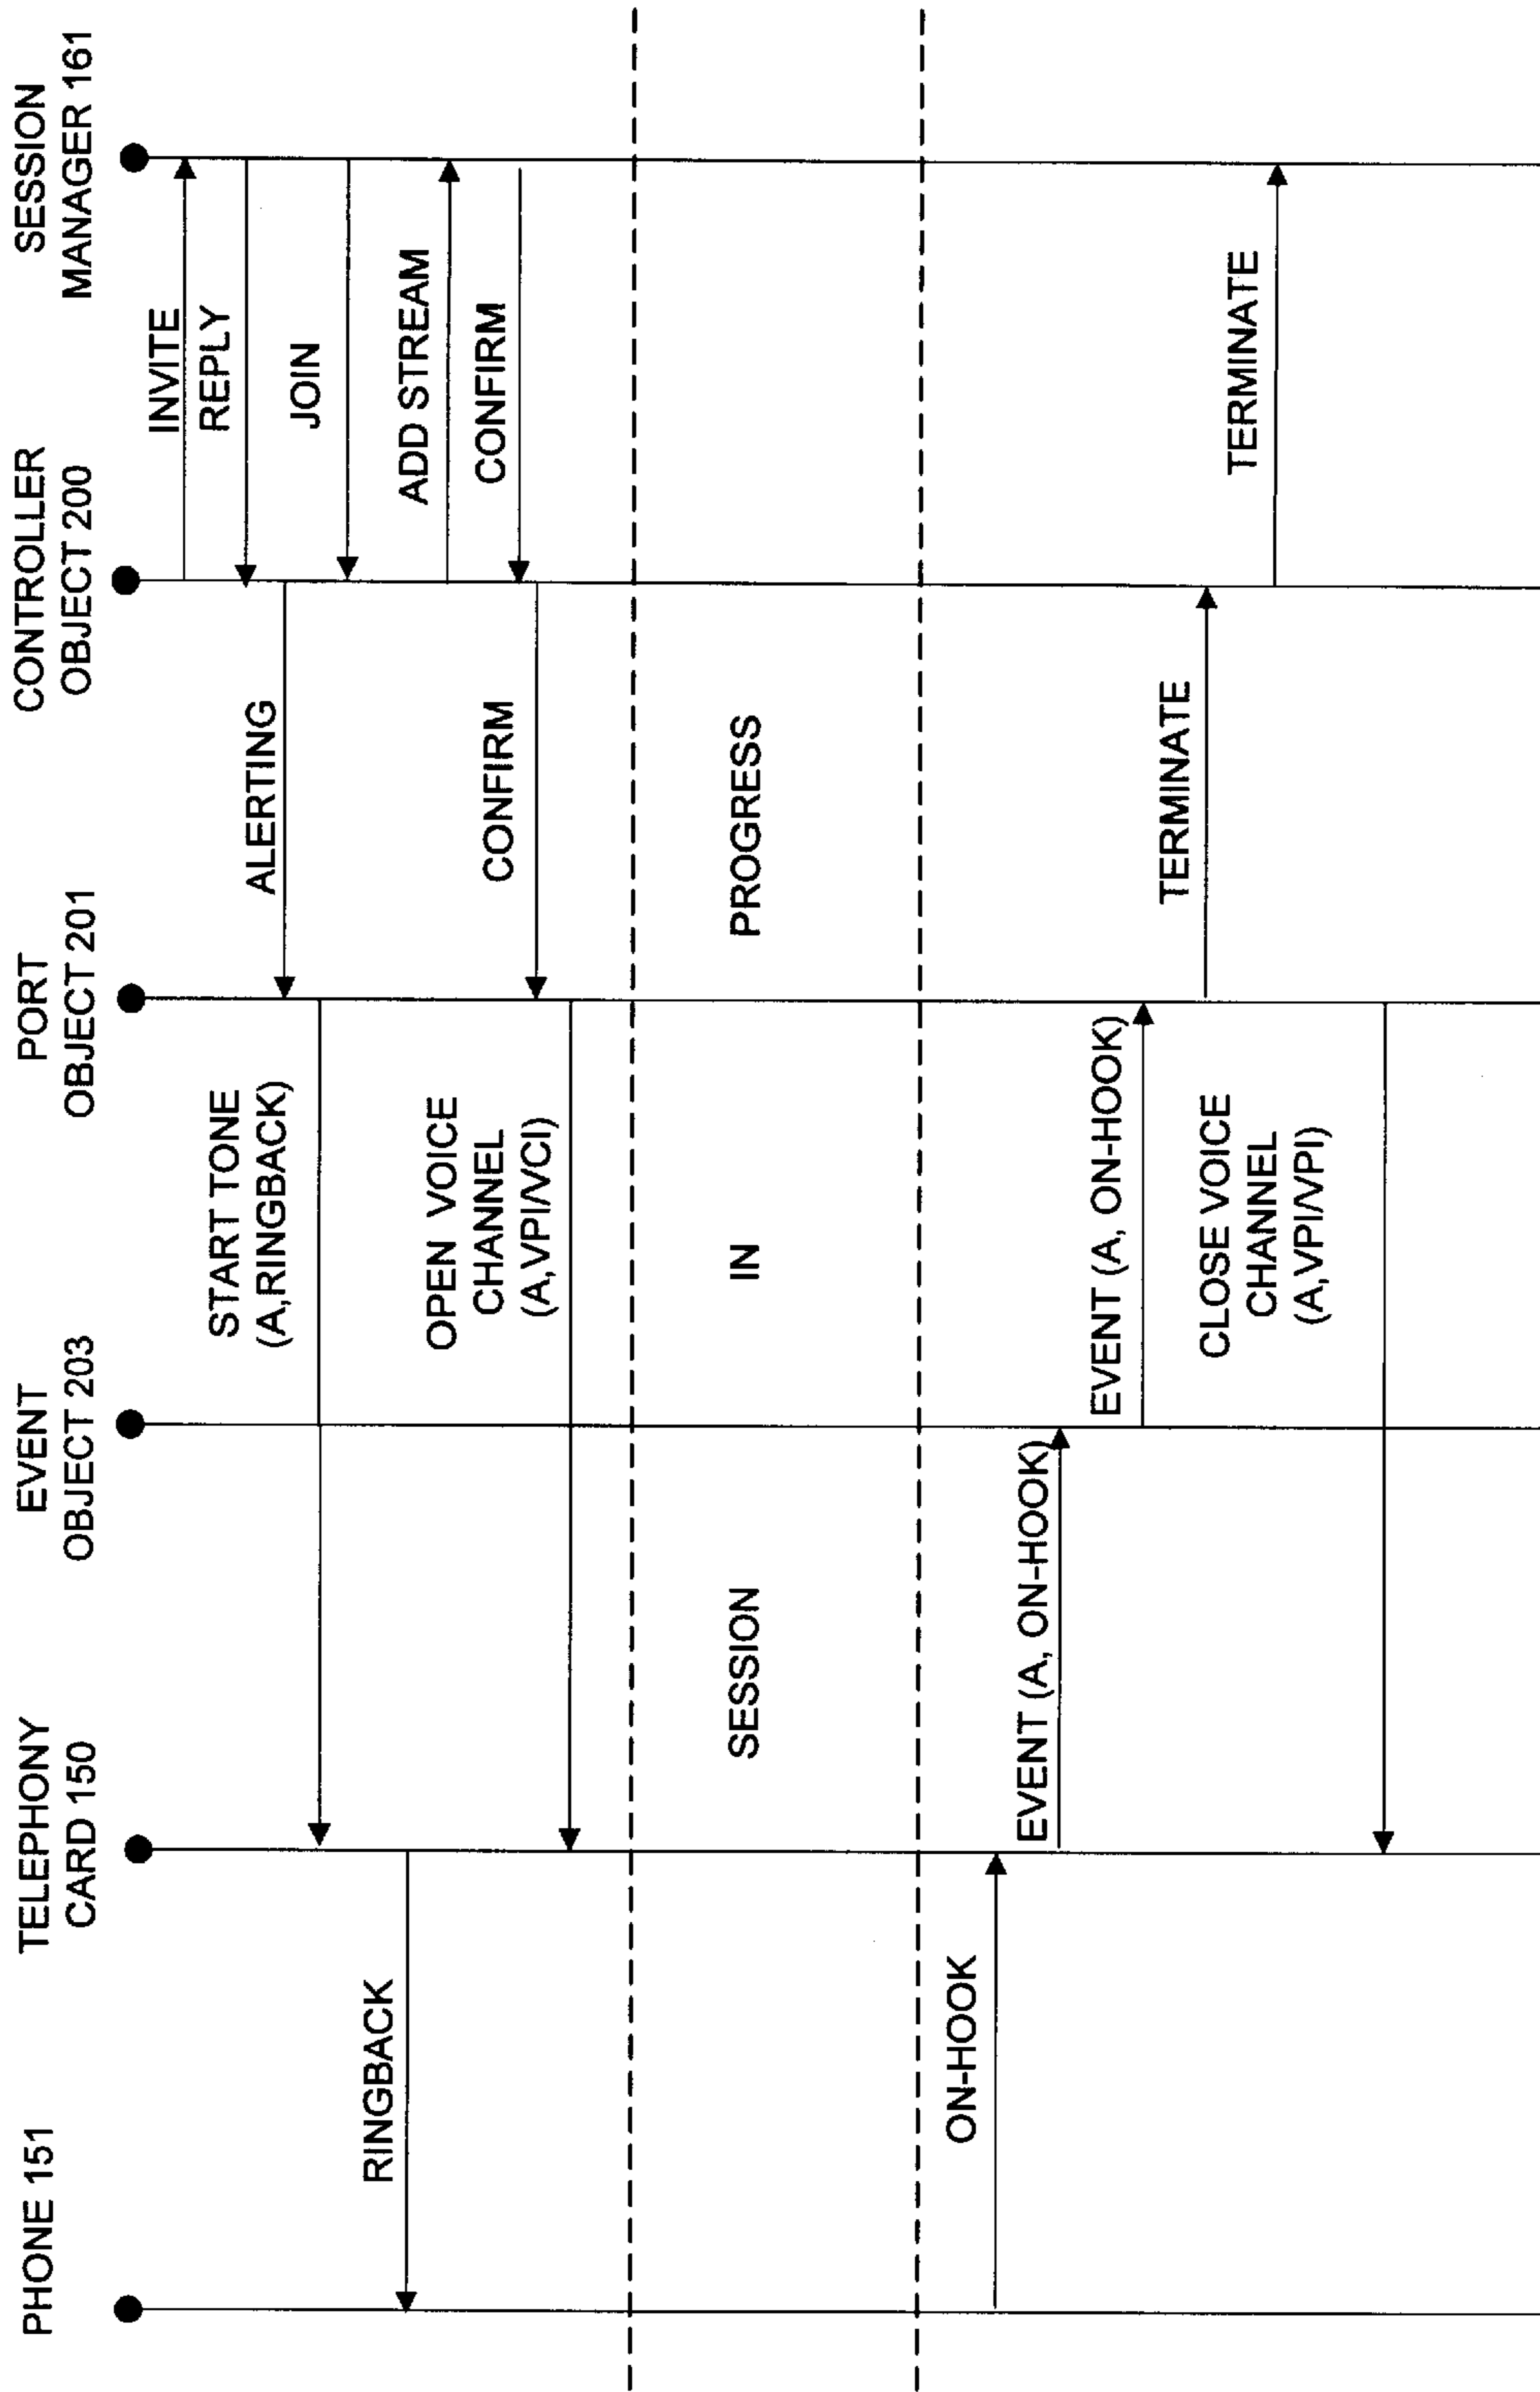 PHONE 151
TELEPHONY
CARD 150
EVENT
OBJECT 203
PORT
OBJECT 201
CONTROLLER
OBJECT 200
SESSION
MANAGER 161
INVITE
REPLY
ALERTING
JOIN
START TONE
(A,RINGBACK)
RINGBACK
ADD STREAM
CONFIRM
CONFIRM
OPEN VOICE
CHANNEL
(A,VPI/VCI)
SESSION IN PROGRESS
ON-HOOK
EVENT (A, ON-HOOK)
EVENT (A, ON-HOOK)
TERMINATE
TERMINATE
CLOSE VOICE
CHANNEL
(A,VPI/VPI)